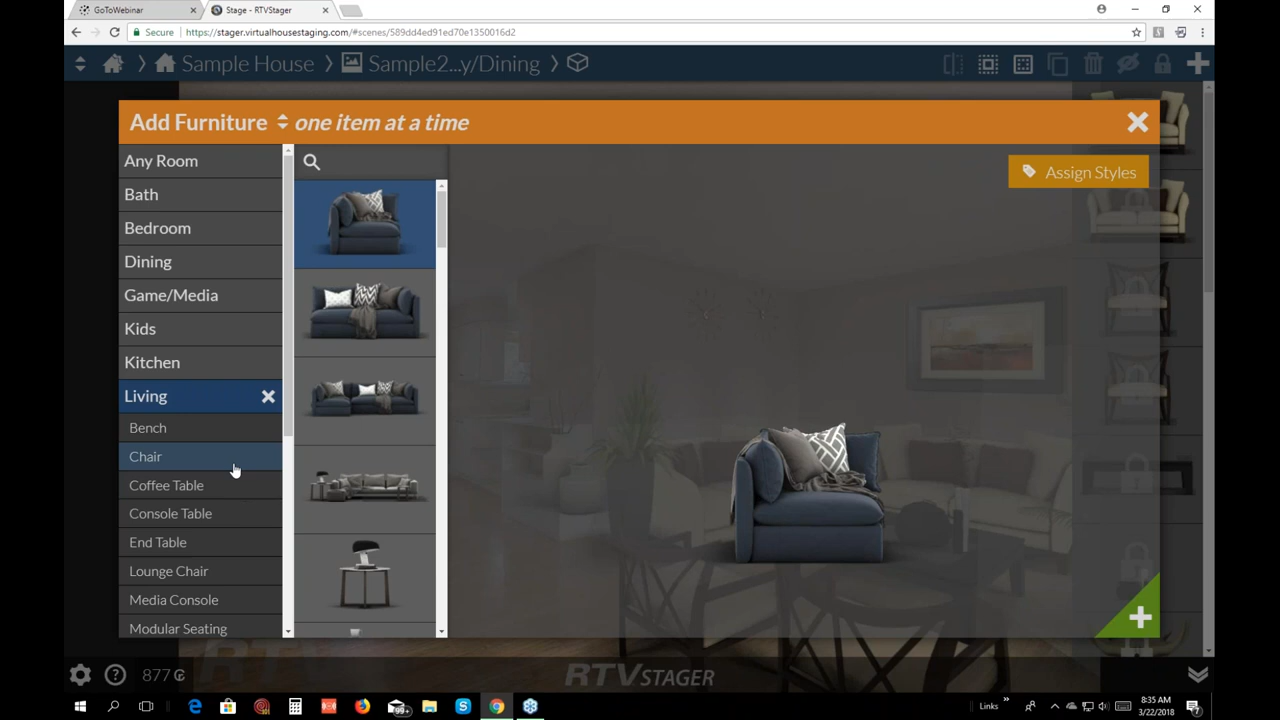 GoToWebinar
Stage - RTVStager
Secure
https://stager.virtualhousestaging.com/#scenes/589dd4ed91ed70e1350016d2
Sample House
Sample2...y/Dining
Add Furniture one item at a time
Any Room
Assign Styles
Bath
Bedroom
Dining
Game/Media
Kids
Kitchen
Living
Bench
Chair
Coffee Table
Console Table
End Table
Lounge Chair
Media Console
Modular Seating
877
RTVSTAGER
99+
Links
8:35 AM
3/22/2018